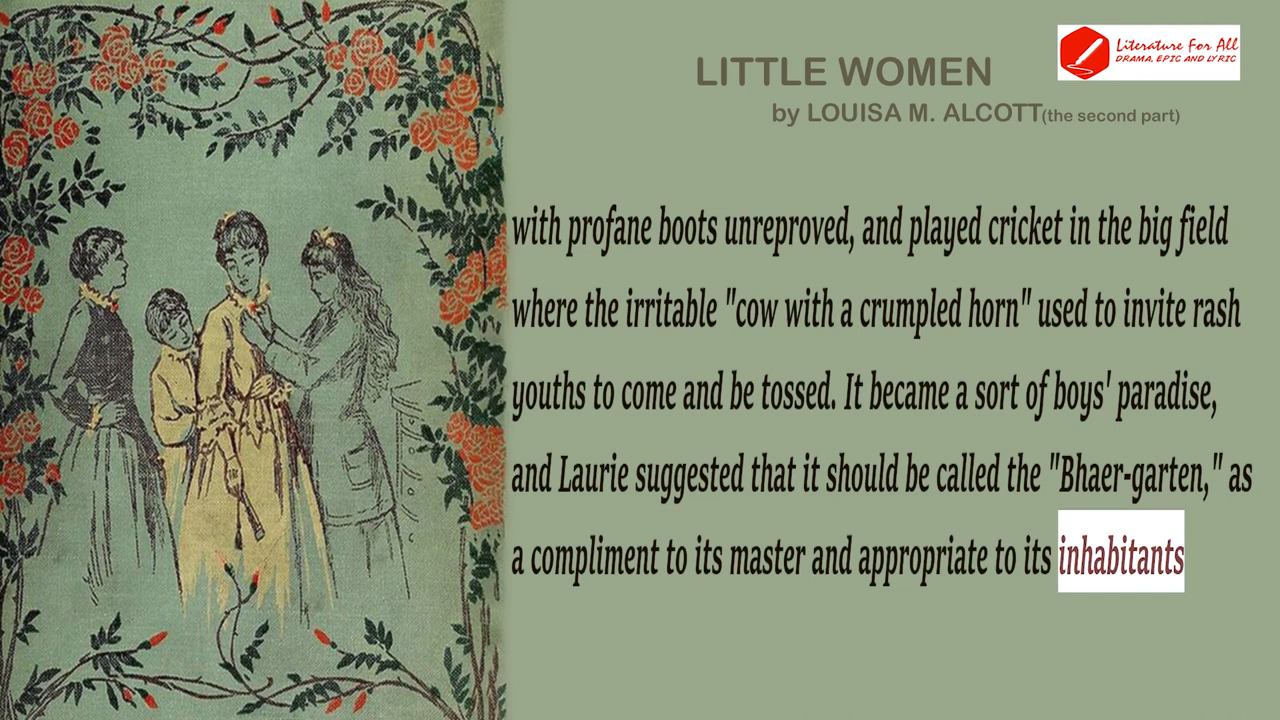 LITTLE WOMEN
by LOUISA M. ALCOTT(the second part)
Literature For All
DRAMA, EPIC AND LYRIC
with profane boots unreproved, and played cricket in the big field
where the irritable "cow with a crumpled horn" used to invite rash
youths to come and be tossed. It became a sort of boys' paradise,
and Laurie suggested that it should be called the "Bhaer-garten," as
a compliment to its master and appropriate to its inhabitants